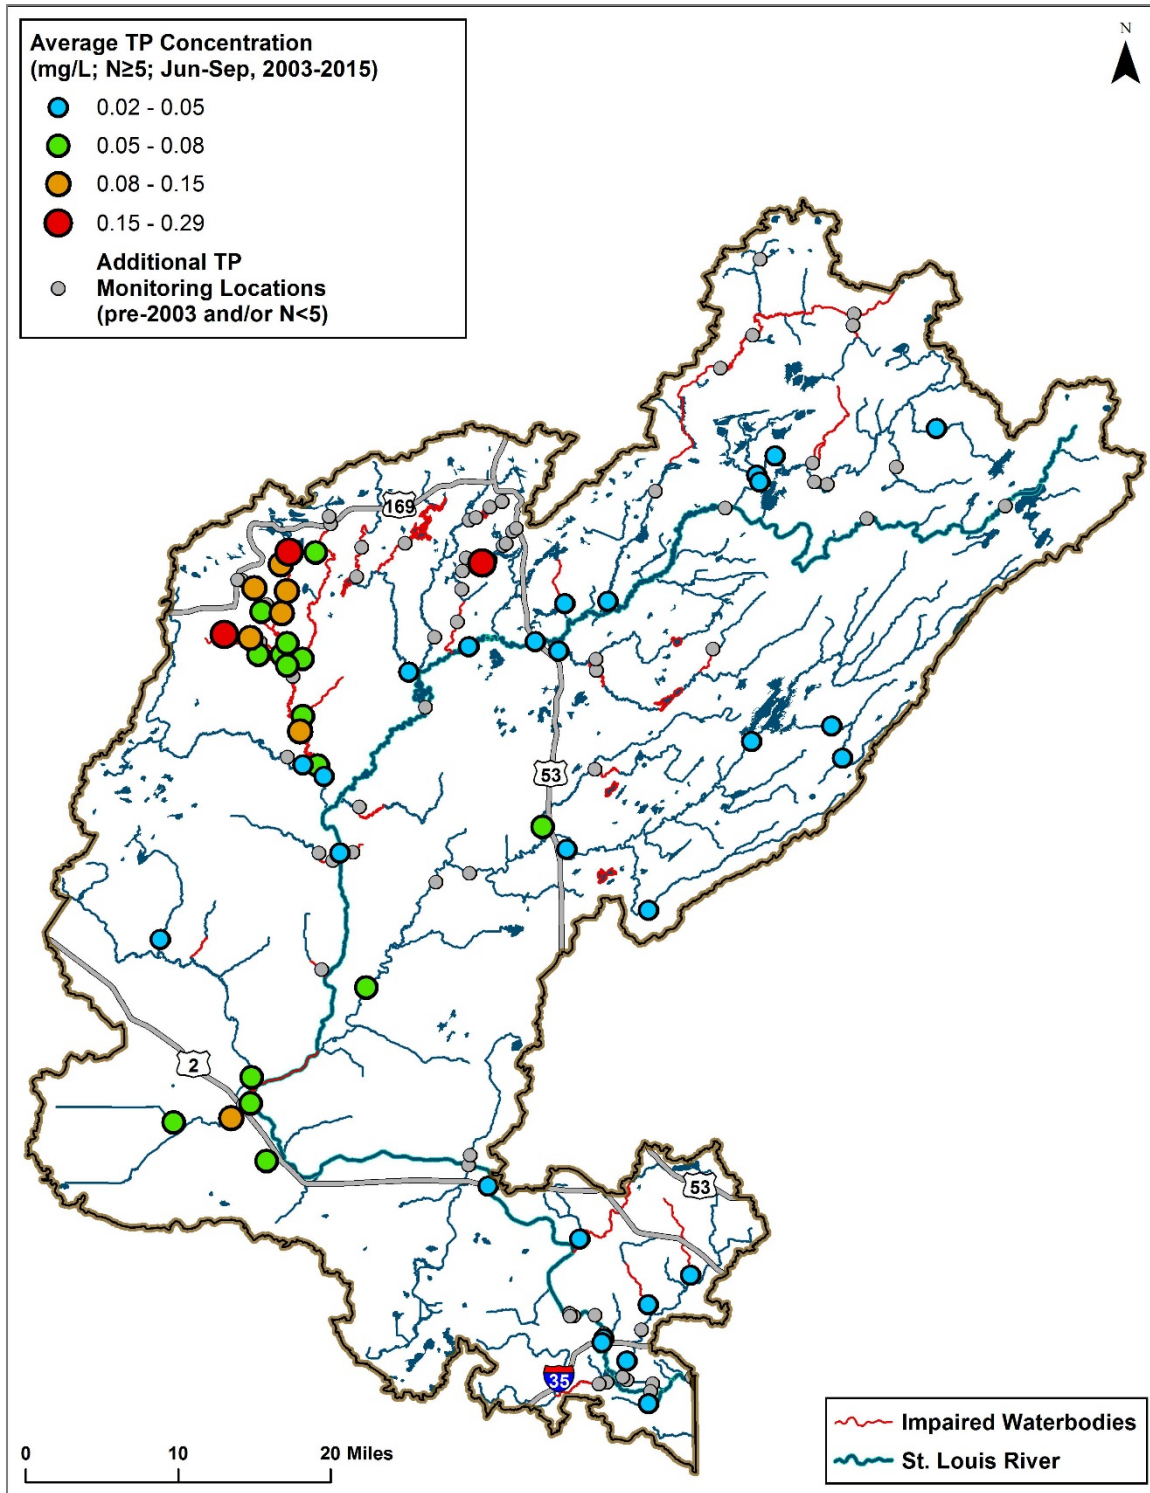 Average TP Concentration
(mg/L; N≥5; Jun-Sep, 2003-2015)
0.02 - 0.05
0.05 - 0.08
0.08 - 0.15
0.15 - 0.29
Additional TP
Monitoring Locations
(pre-2003 and/or N<5)
N
169
53
2
53
35
0 10 20 Miles
Impaired Waterbodies
St. Louis River